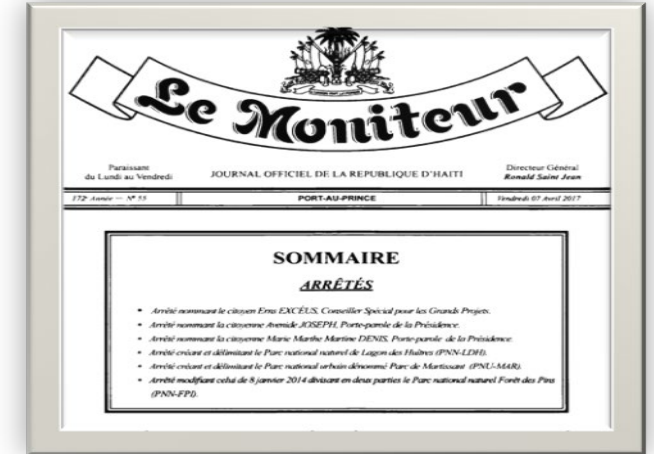 Le Moniteur
Paraissant
du Lundi au Vendredi
JOURNAL OFFICIEL DE LA REPUBLIQUE D'HAITI
Directeur Général
Ronald Saint Jean
172e Année — N° 55
PORT-AU-PRINCE
Vendredi 07 Avril 2017
SOMMAIRE
ARRÊTÉS
• Arrêté nommant le citoyen Erns EXCÉUS, Conseiller Spécial pour les Grands Projets.
• Arrêté nommant la citoyenne Avenide JOSEPH, Porte-parole de la Présidence.
• Arrêté nommant la citoyenne Marie Marthe Martine DENIS, Porte-parole de la Présidence.
• Arrêté créant et délimitant le Parc national naturel de Lagon des Huîtres (PNN-LDH).
• Arrêté créant et délimitant le Parc national urbain dénommé Parc de Martissant (PNU-MAR).
• Arrêté modifiant celui de 8 janvier 2014 divisant en deux parties le Parc national naturel Forêt des Pins
(PNN-FPI).